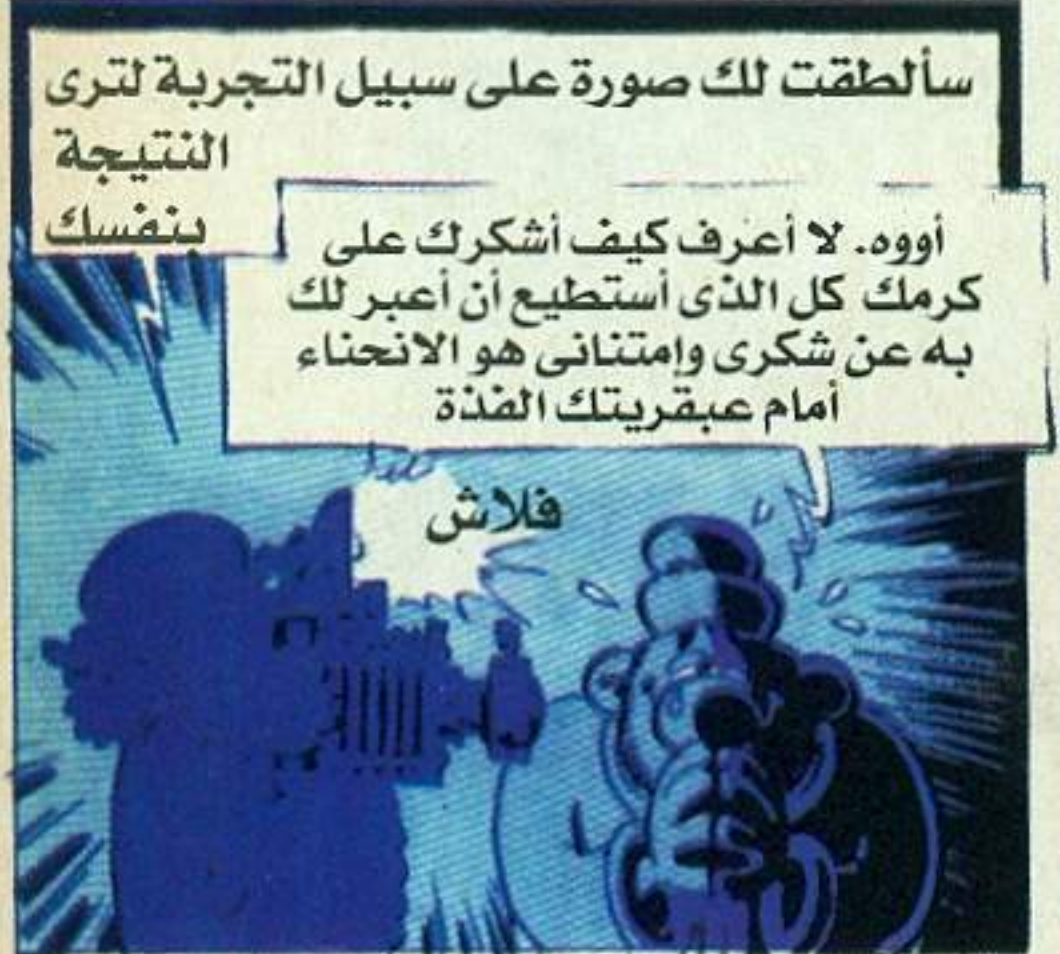 سألطقت لك صورة على سبيل التجربة لترى
النتيجة
بنفسك
أووه. لا أعرف كيف أشكرك على
كرمك كل الذى أستطيع أن أعبر لك
به عن شكرى وإمتنانى هو الانحناء
أمام عبقريتك الفذة
فلاش